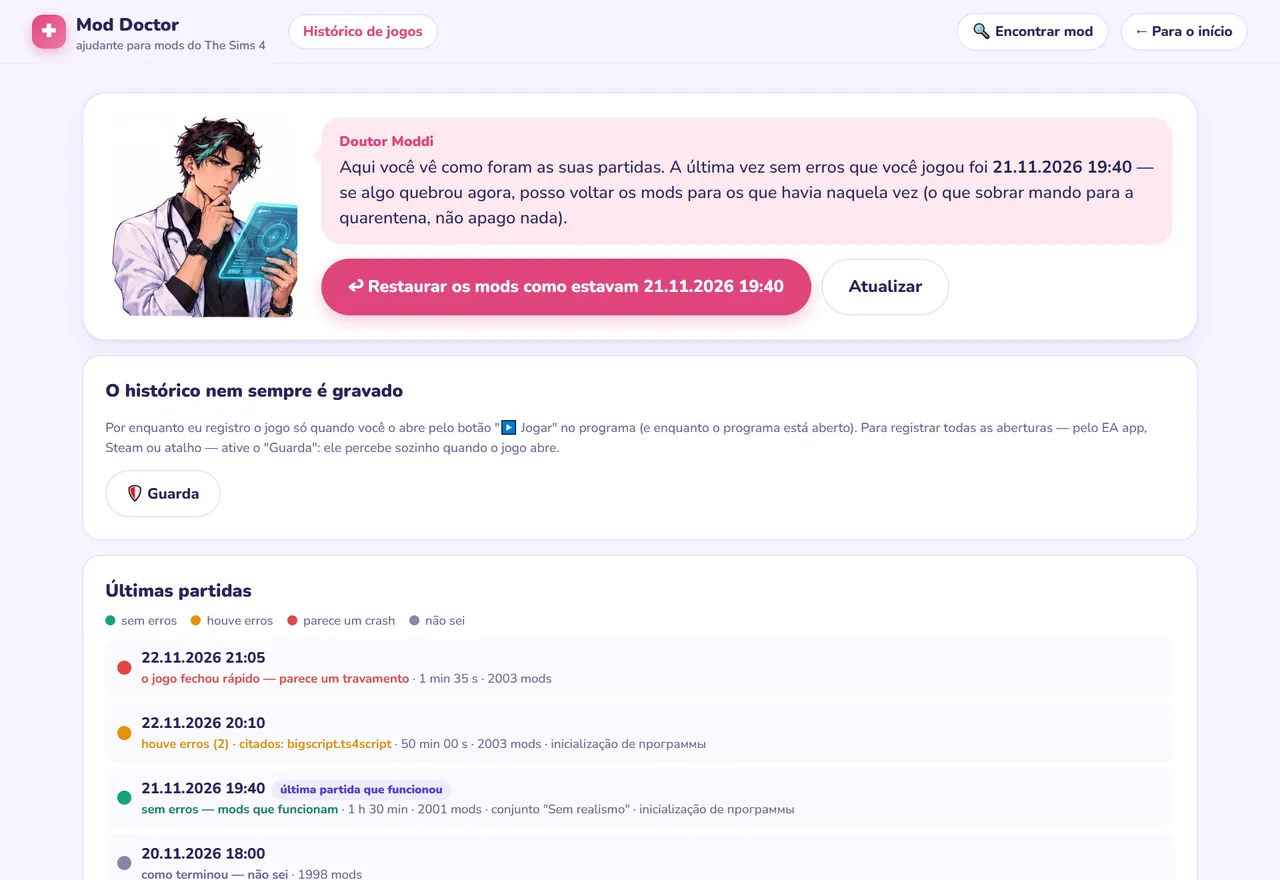 Mod Doctor
ajudante para mods do The Sims 4
Histórico de jogos
Encontrar mod
← Para o início
Doutor Moddi
Aqui você vê como foram as suas partidas. A última vez sem erros que você jogou foi 21.11.2026 19:40 —
se algo quebrou agora, posso voltar os mods para os que havia naquela vez (o que sobrar mando para a
quarentena, não apago nada).
↩ Restaurar os mods como estavam 21.11.2026 19:40
Atualizar
O histórico nem sempre é gravado
Por enquanto eu registro o jogo só quando você o abre pelo botão "▶ Jogar" no programa (e enquanto o programa está aberto). Para registrar todas as aberturas — pelo EA app,
Steam ou atalho — ative o "Guarda": ele percebe sozinho quando o jogo abre.
Guarda
Últimas partidas
sem erros houve erros parece um crash não sei
22.11.2026 21:05
o jogo fechou rápido — parece um travamento · 1 min 35 s · 2003 mods
22.11.2026 20:10
houve erros (2) · citados: bigscript.ts4script · 50 min 00 s · 2003 mods · inicialização de программы
21.11.2026 19:40 última partida que funcionou
sem erros — mods que funcionam · 1 h 30 min · 2001 mods · conjunto "Sem realismo" · inicialização de программы
20.11.2026 18:00
como terminou — não sei · 1998 mods